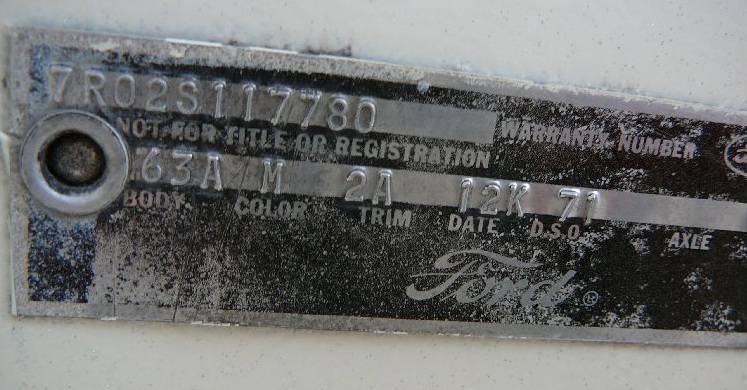 7R02S117780
NOT FOR TITLE OR REGISTRATION WARRANTY NUMBER
63A M 2A 12K 71
BODY COLOR TRIM DATE D.S.O. AXLE
Ford ®